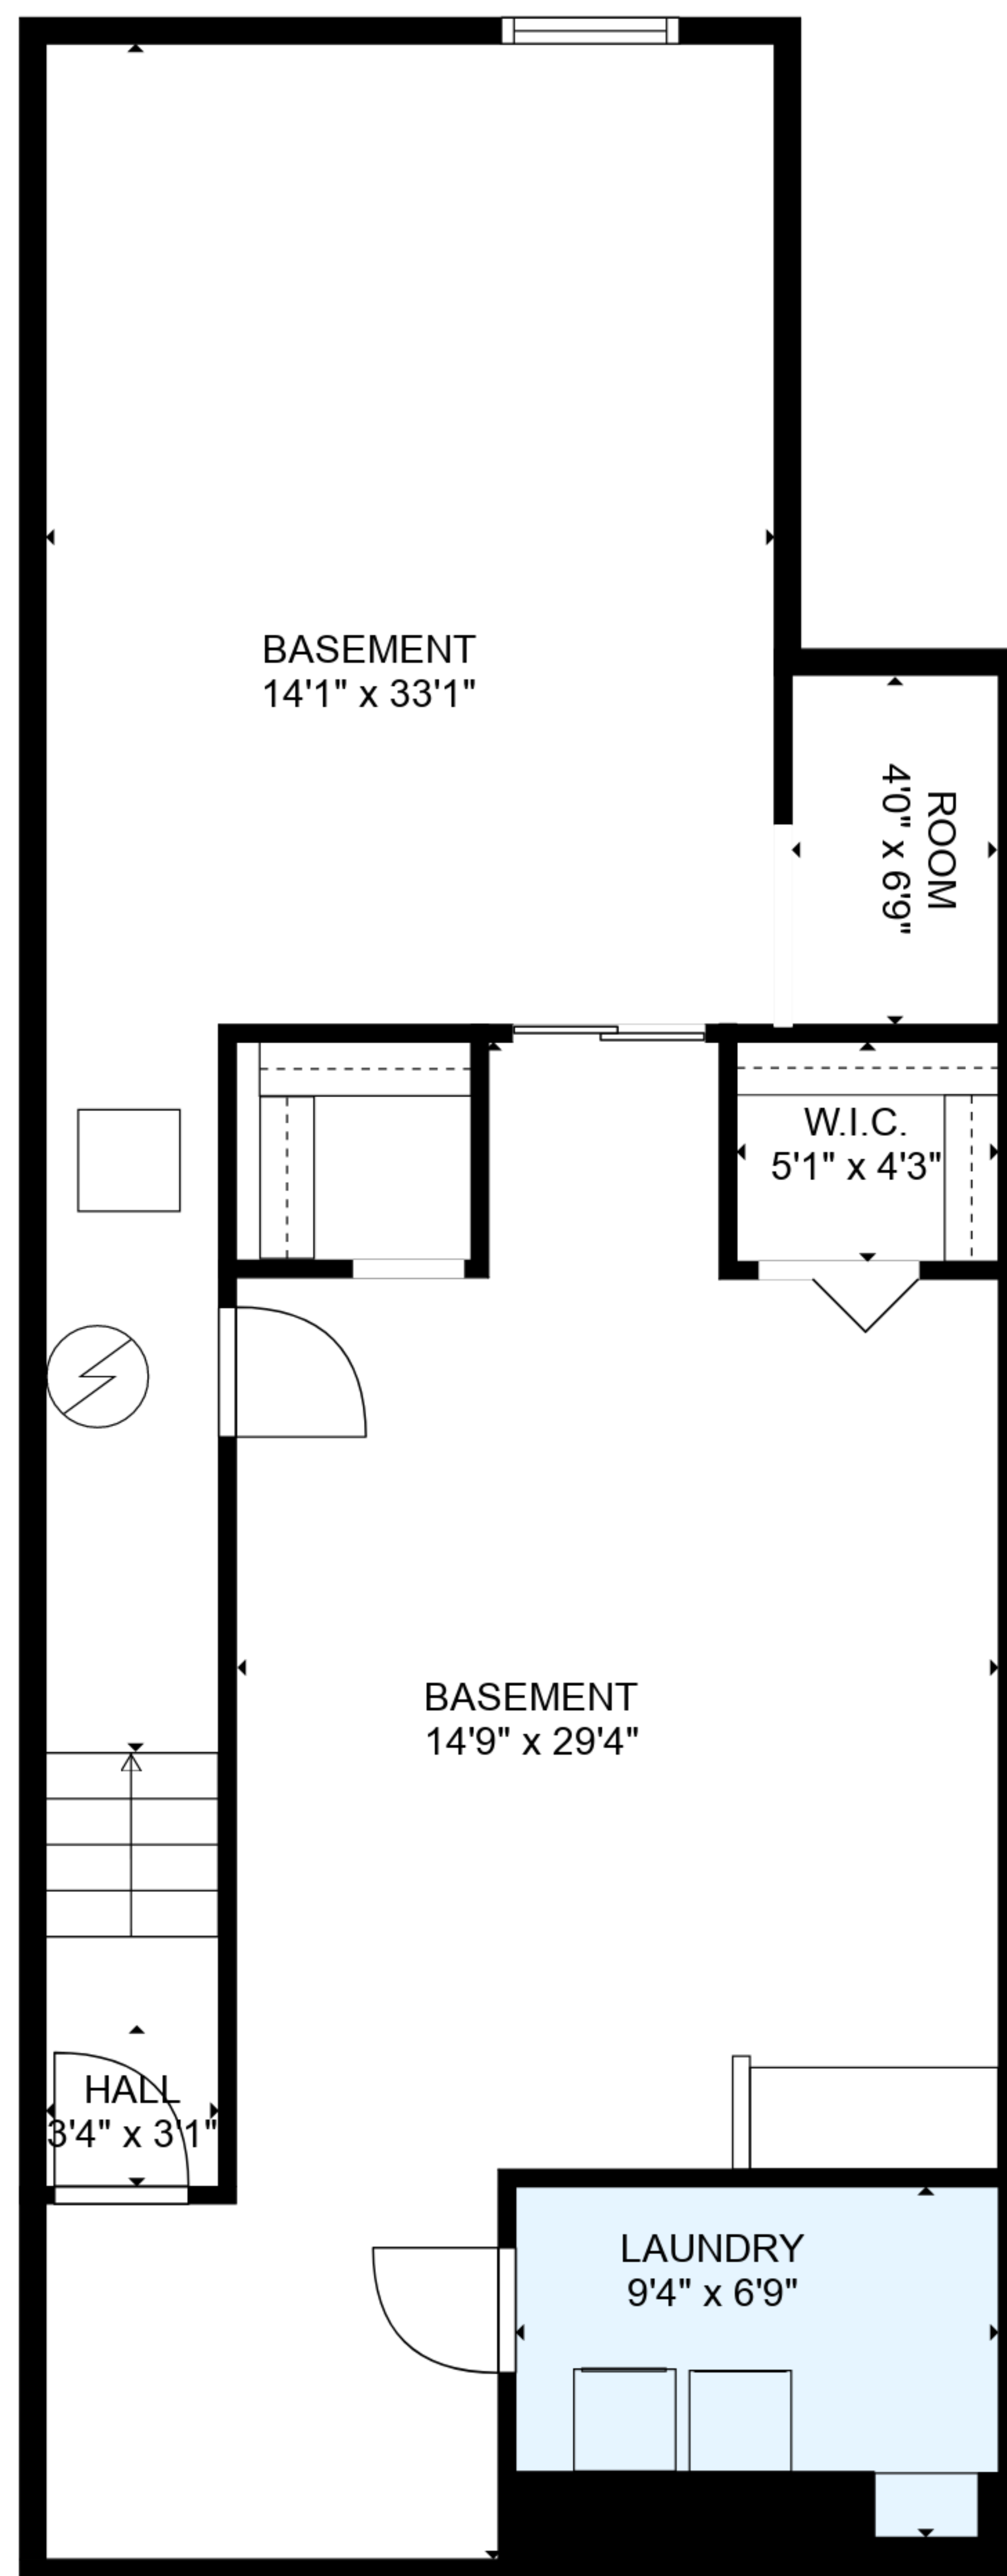 BASEMENT
14'1" x 33'1"
ROOM
4'0" x 6'9"
W.I.C.
5'1" x 4'3"
BASEMENT
14'9" x 29'4"
HALL
3'4" x 3'1"
LAUNDRY
9'4" x 6'9"